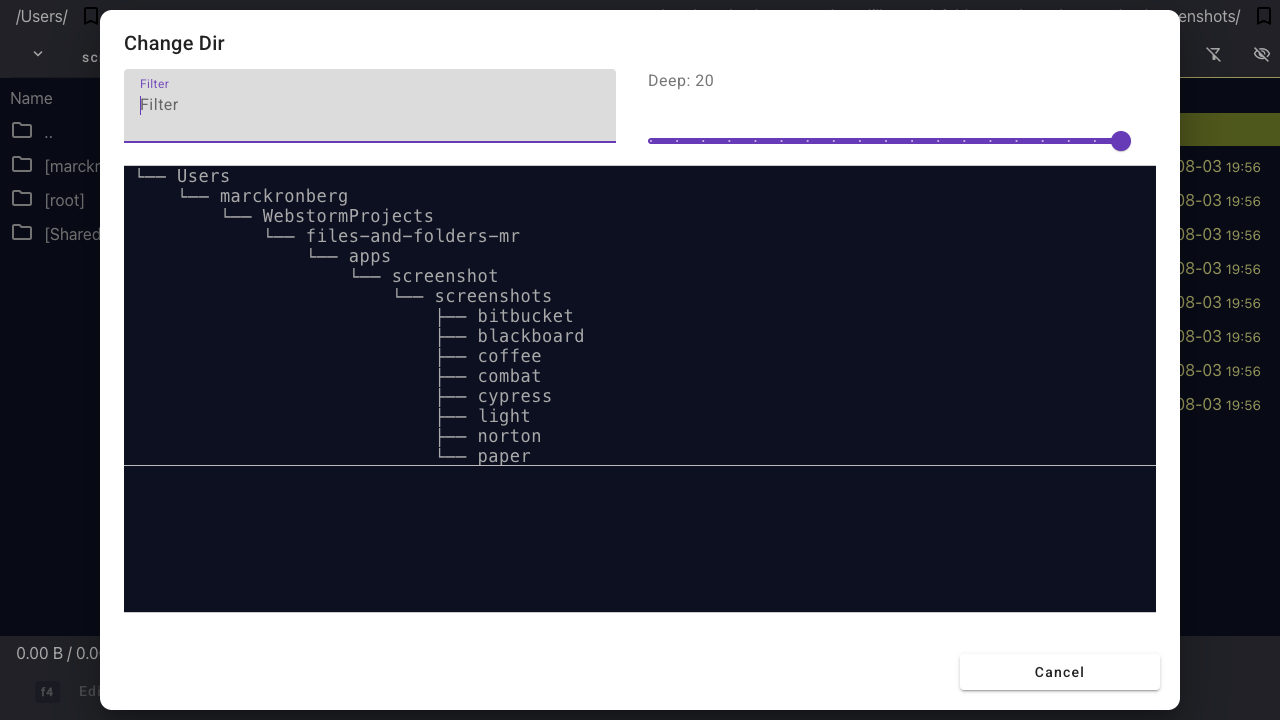 /Users/
enshots/
Change Dir
Filter
Filter
Deep: 20
sc
Name
..
[marckr
[root]
[Shared
└── Users
└── marckronberg
└── WebstormProjects
└── files-and-folders-mr
└── apps
└── screenshot
└── screenshots
├── bitbucket
├── blackboard
├── coffee
├── combat
├── cypress
├── light
├── norton
└── paper
08-03 19:56
08-03 19:56
08-03 19:56
08-03 19:56
08-03 19:56
08-03 19:56
08-03 19:56
08-03 19:56
0.00 B / 0.0
f4 Edi
Cancel